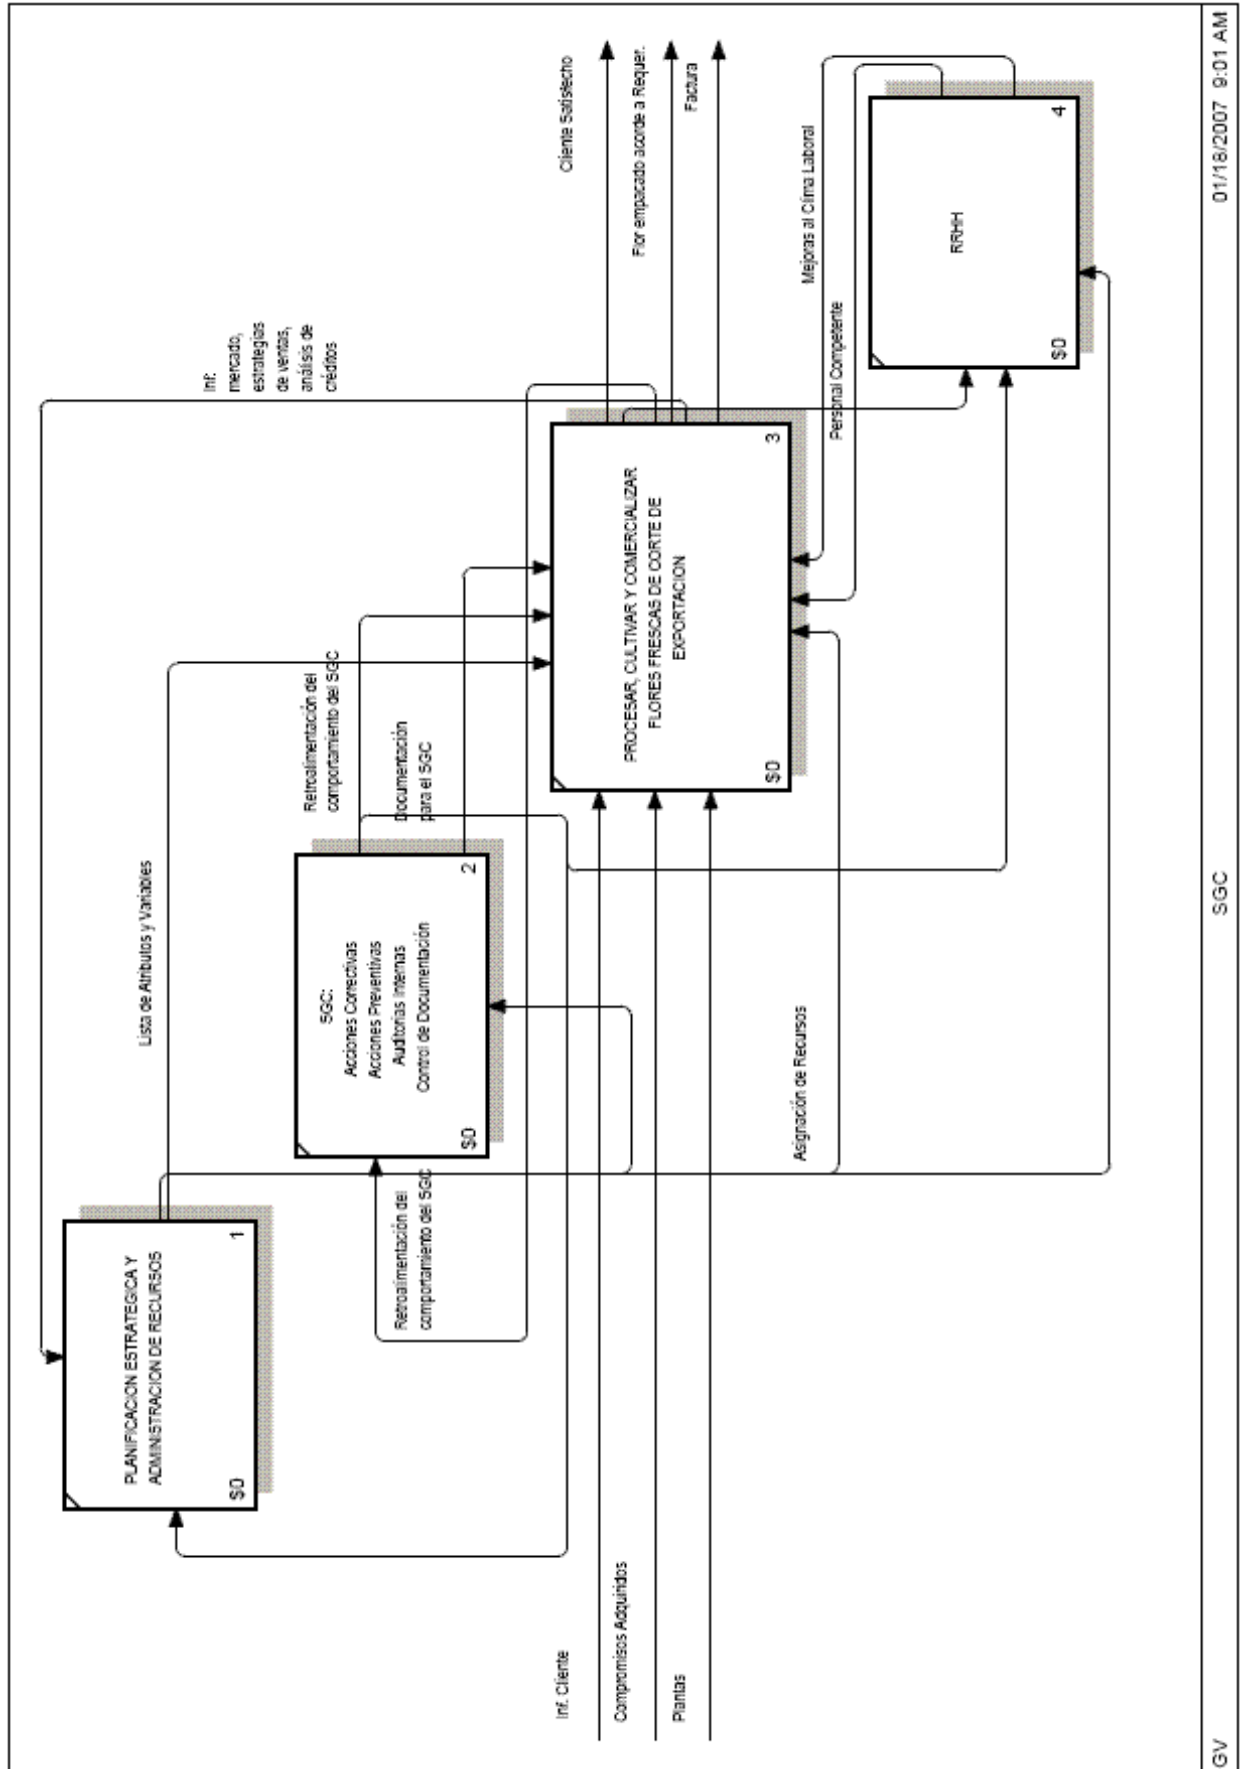 PLANIFICACION ESTRATEGICA Y
ADMINISTRACION DE RECURSOS
$0
1
Lista de Atributos y Variables
Inf.
mercado,
estrategias
de ventas,
análisis de
créditos
SGC:
Acciones Correctivas
Acciones Preventivas
Auditorias Internas
Control de Documentación
$0
2
Retroalimentación del
comportamiento del SGC
Documentación
para el SGC
Retroalimentación del
comportamiento del SGC
Inf. Cliente
Compromisos Adquiridos
Plantas
PROCESAR, CULTIVAR Y COMERCIALIZAR
FLORES FRESCAS DE CORTE DE
EXPORTACION
$0
3
Cliente Satisfecho
Flor empacado acorde a Requer.
Factura
Asignación de Recursos
Mejoras al Clima Laboral
Personal Competente
RRHH
$0
4
GV
SGC
01/18/2007 9:01 AM